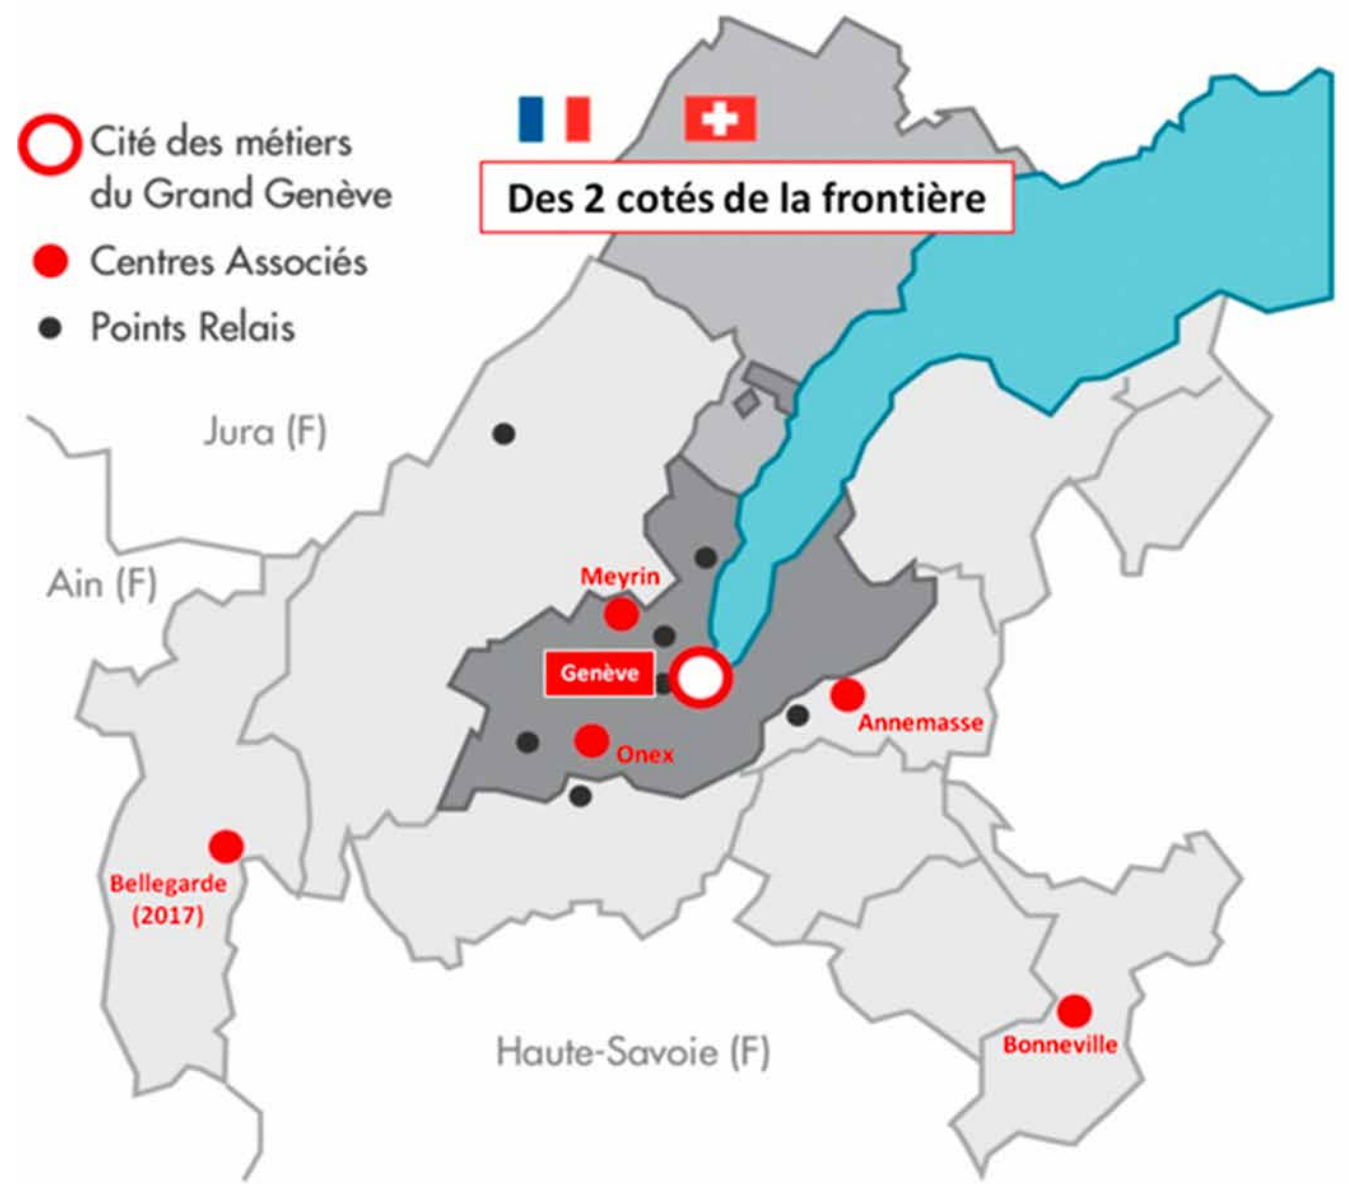 Cité des métiers
du Grand Genève
Centres Associés
Points Relais
Des 2 cotés de la frontière
Jura (F)
Ain (F)
Meyrin
Genève
Onex
Annemasse
Bellegarde
(2017)
Haute-Savoie (F)
Bonneville